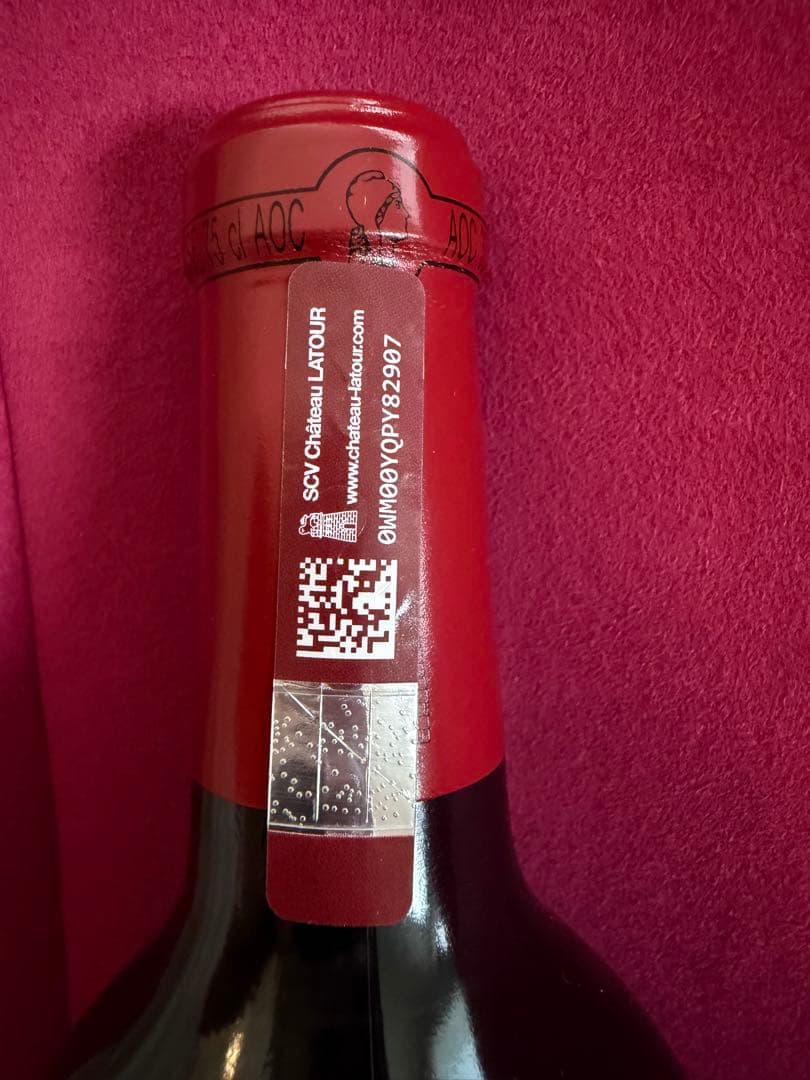 75 cl AOC
AOC
SCV Château LATOUR
www.chateau-latour.com
0WM00YQPY82907